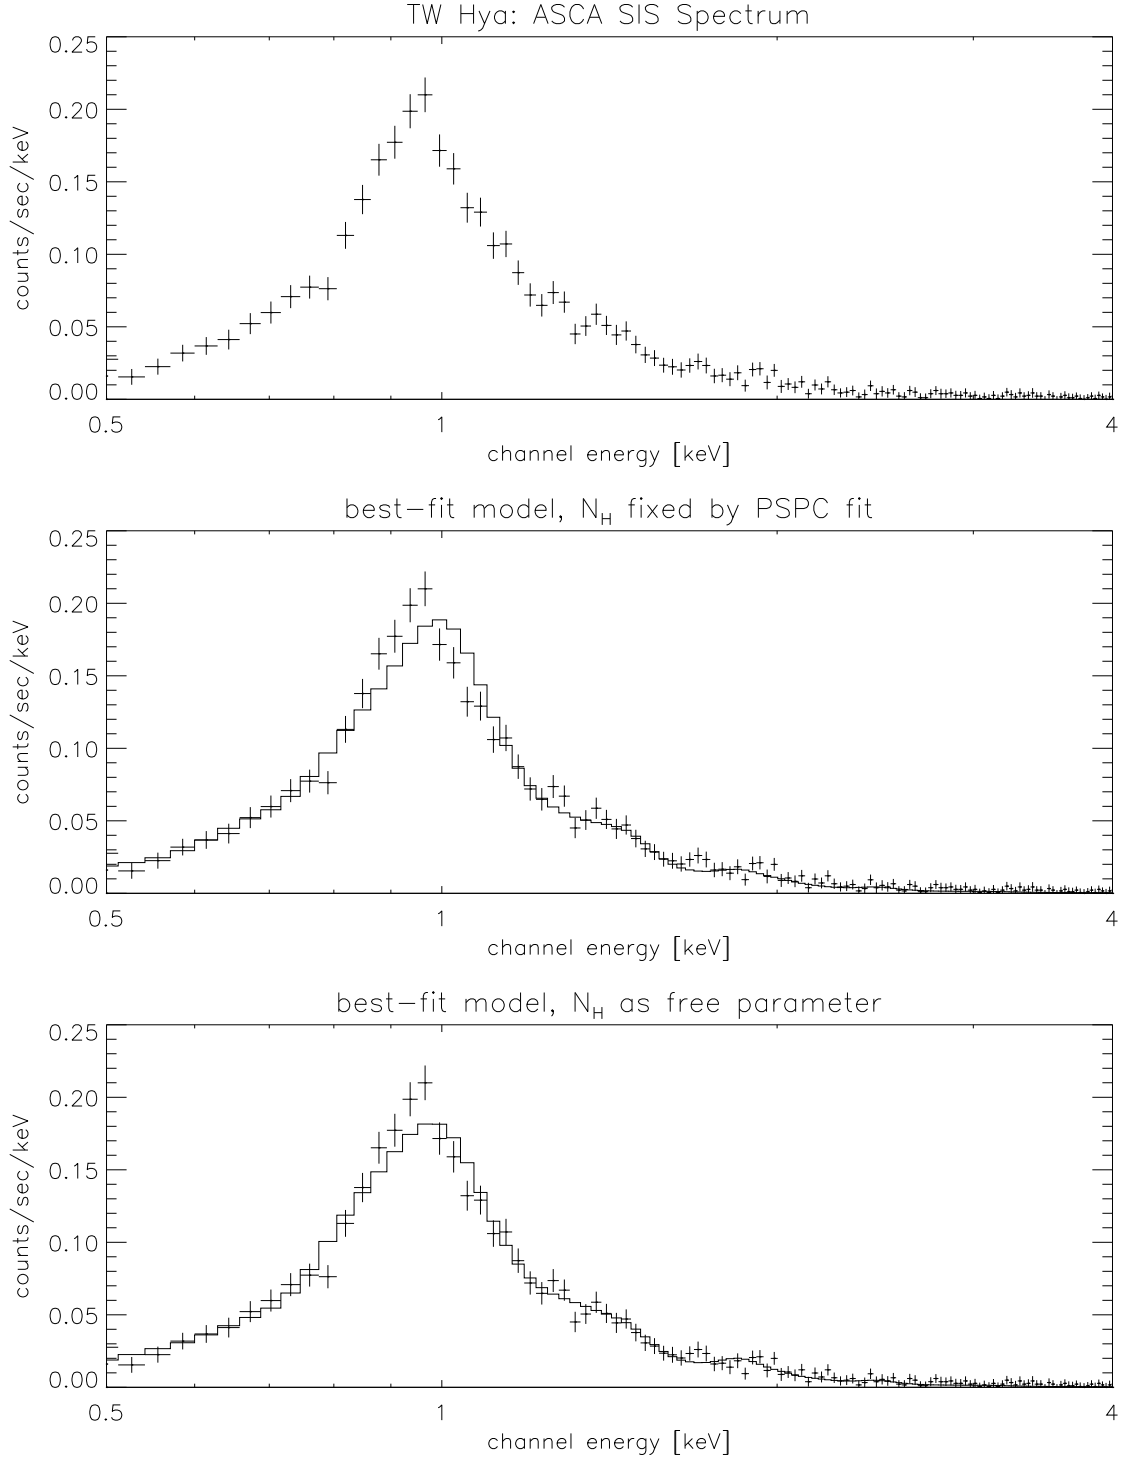 TW Hya: ASCA SIS Spectrum
0.25
0.20
0.15
0.10
0.05
0.00
counts/sec/keV
0.5 1 4
channel energy [keV]
best-fit model, N_H fixed by PSPC fit
0.25
0.20
0.15
0.10
0.05
0.00
counts/sec/keV
0.5 1 4
channel energy [keV]
best-fit model, N_H as free parameter
0.25
0.20
0.15
0.10
0.05
0.00
counts/sec/keV
0.5 1 4
channel energy [keV]